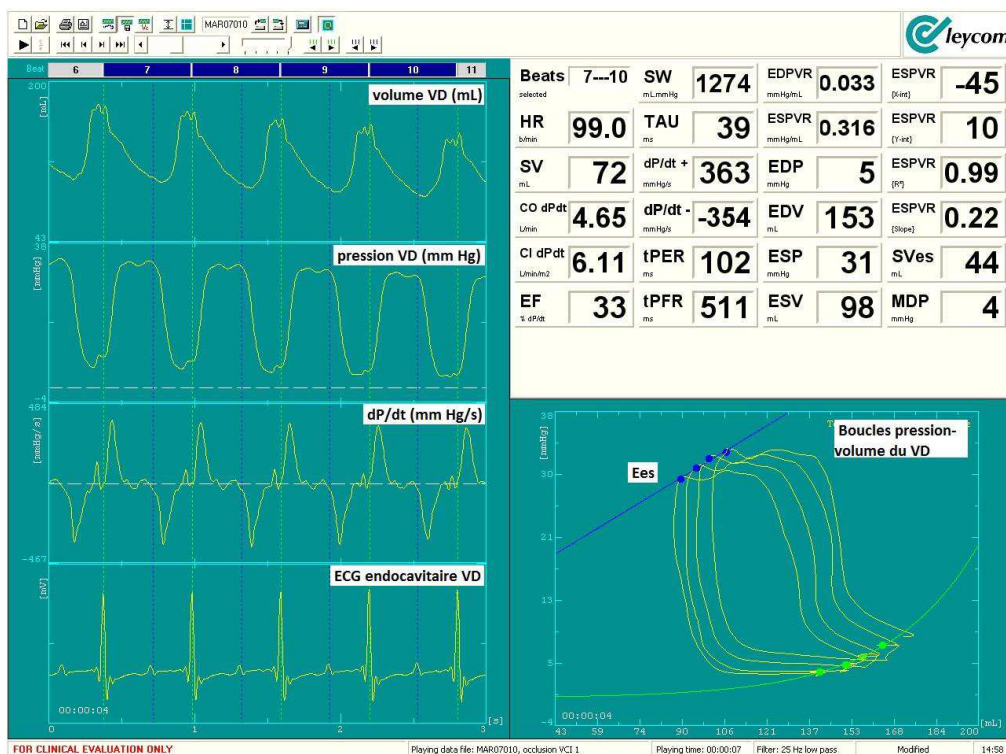 MAR07010
leycom
Beat 6 7 8 9 10 11
200
[mL]
volume VD (mL)
43
38
[mmHg]
pression VD (mm Hg)
-4
484
[mmHg/s]
dP/dt (mm Hg/s)
-467
[mV]
ECG endocavitaire VD
00:00:04
0 1 2 3 [s]
Beats selected 7---10 SW mL.mmHg 1274 EDPVR mmHg/mL 0.033 ESPVR {X-int} -45
HR b/min 99.0 TAU ms 39 ESPVR mmHg/mL 0.316 ESPVR {Y-int} 10
SV mL 72 dP/dt + mmHg/s 363 EDP mmHg 5 ESPVR {R²} 0.99
CO dPdt L/min 4.65 dP/dt - mmHg/s -354 EDV mL 153 ESPVR {Slope} 0.22
CI dPdt L/min/m2 6.11 tPER ms 102 ESP mmHg 31 SVes mL 44
EF % dP/dt 33 tPFR ms 511 ESV mL 98 MDP mmHg 4
38
[mmHg]
30
21
13
5
-4
Boucles pression-
volume du VD
Ees
00:00:04
43 59 74 90 106 121 137 153 168 184 200
[mL]
FOR CLINICAL EVALUATION ONLY Playing data file: MAR07010, occlusion VCI 1 Playing time: 00:00:07 Filter: 25 Hz low pass Modified 14:58